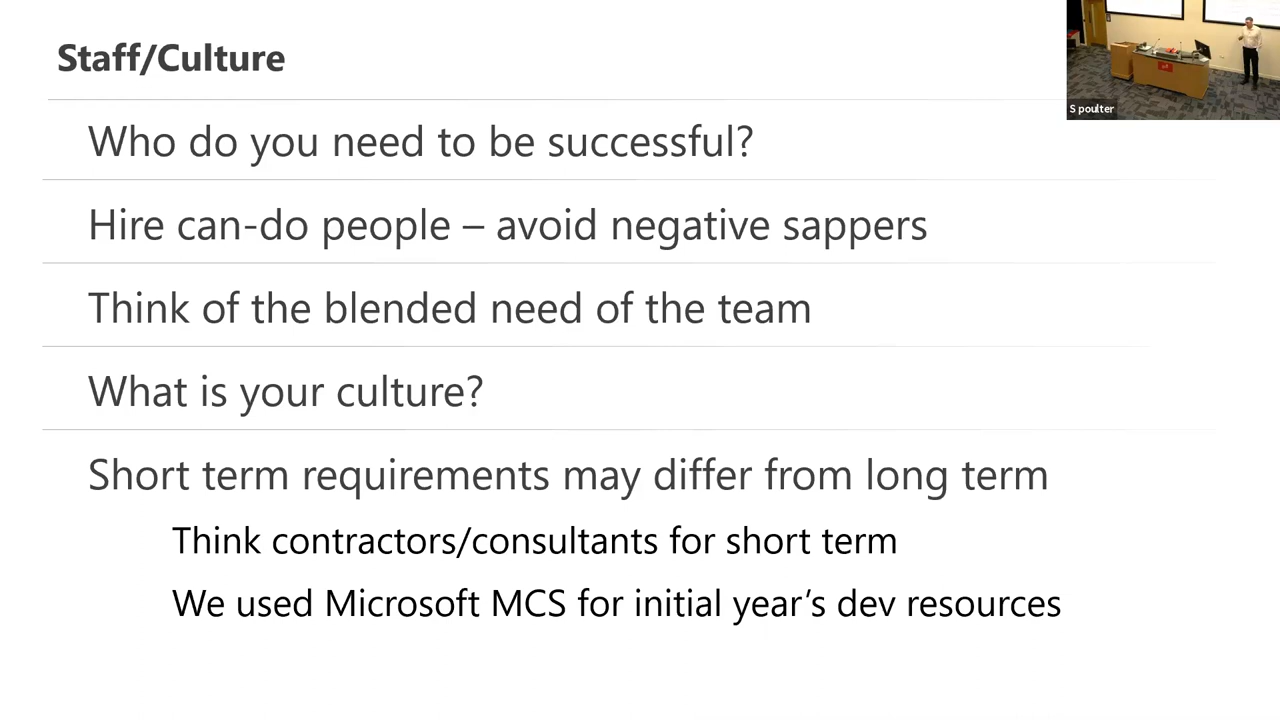 Staff/Culture
S poulter
Who do you need to be successful?
Hire can-do people – avoid negative sappers
Think of the blended need of the team
What is your culture?
Short term requirements may differ from long term
Think contractors/consultants for short term
We used Microsoft MCS for initial year’s dev resources